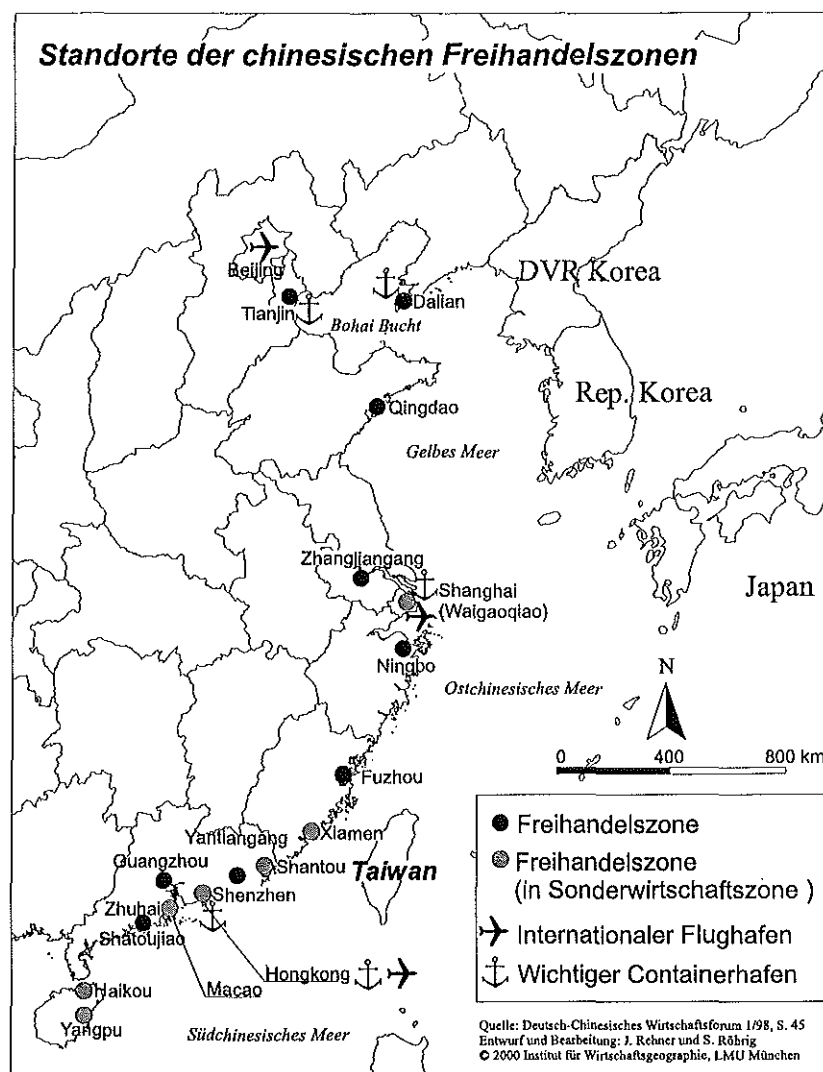 Standorte der chinesischen Freihandelszonen
Beijing
Tianjin
Bohai Bucht
Dalian
DVR Korea
Rep. Korea
Qingdao
Gelbes Meer
Zhangjiangang
Shanghai
(Waigaoqiao)
Japan
Ningbo
Ostchinesisches Meer
N
0 400 800 km
Fuzhou
Xiamen
Yantiangang
Shantou
Taiwan
Guangzhou
Shenzhen
Zhuhai
Shatoujiao
Hongkong
Macao
Haikou
Yangpu
Südchinesisches Meer
Freihandelszone
Freihandelszone
(in Sonderwirtschaftszone )
Internationaler Flughafen
Wichtiger Containerhafen
Quelle: Deutsch-Chinesisches Wirtschaftsforum 1/98, S. 45
Entwurf und Bearbeitung: J. Rehner und S. Röhrig
© 2000 Institut für Wirtschaftsgeographie, LMU München